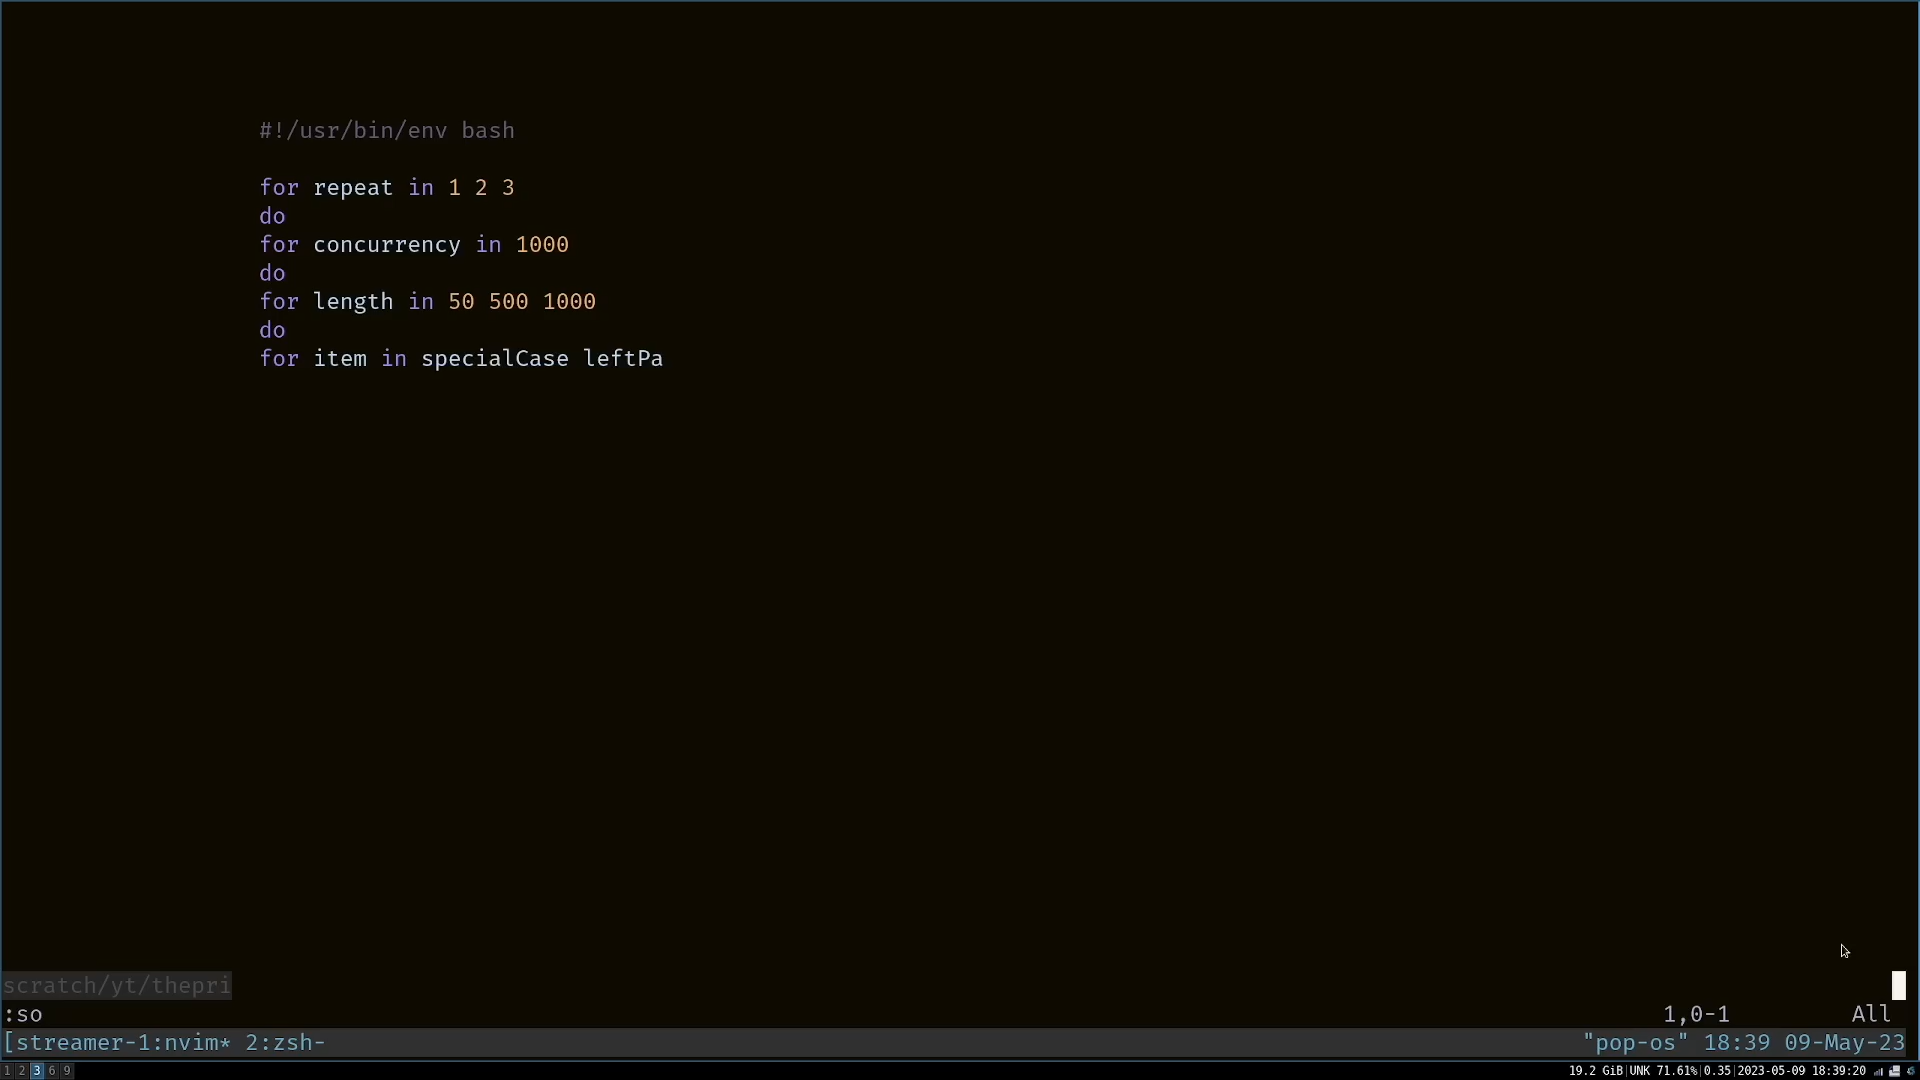 #!/usr/bin/env bash
for repeat in 1 2 3
do
for concurrency in 1000
do
for length in 50 500 1000
do
for item in specialCase leftPa
scratch/yt/thepri
:so 1,0-1 All
[streamer-1:nvim* 2:zsh- "pop-os" 18:39 09-May-23
1 2 3 6 9 19.2 GiB|UNK 71.61%|0.35|2023-05-09 18:39:20